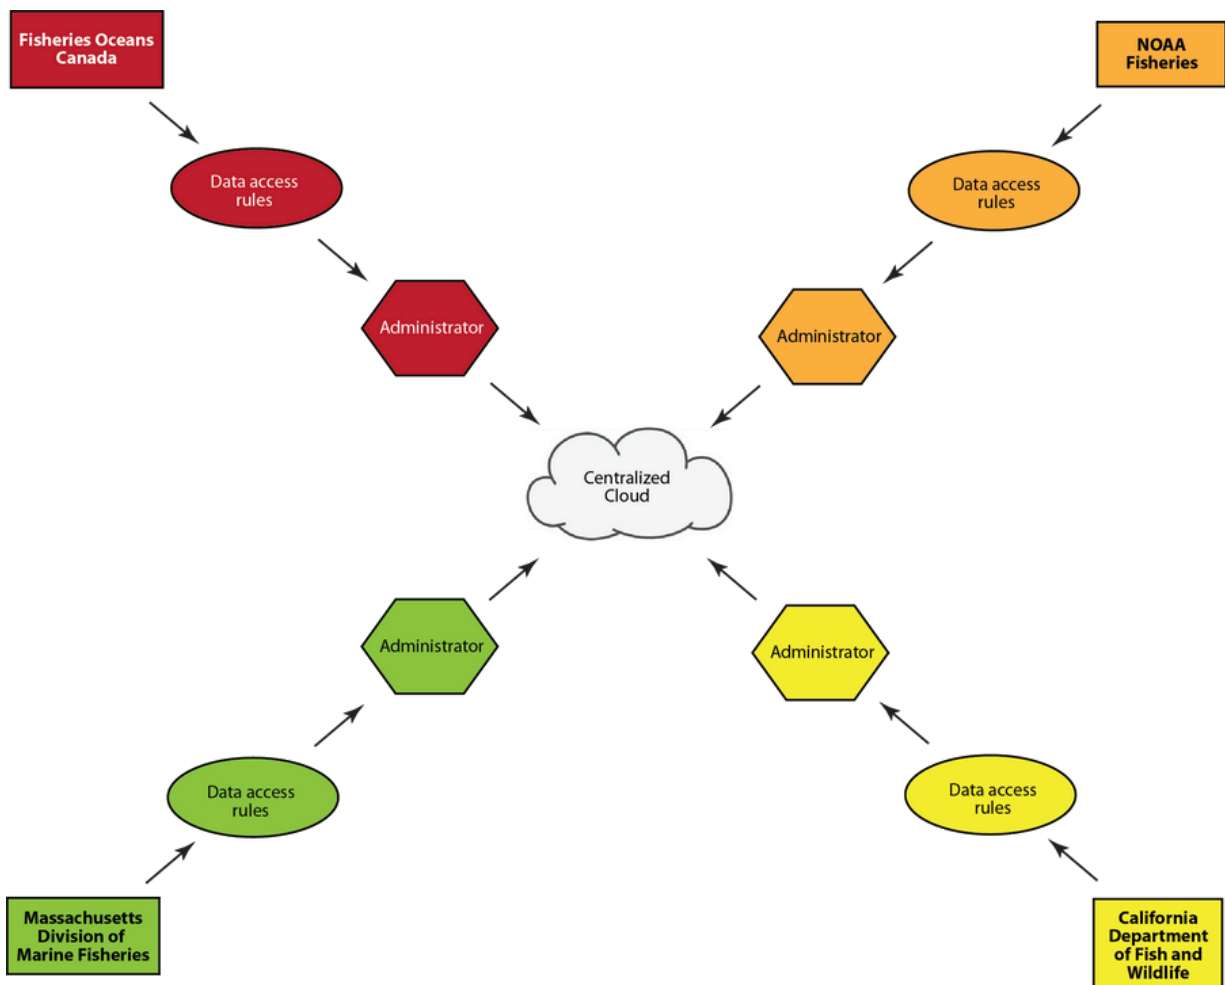 Fisheries Oceans
Canada
NOAA
Fisheries
Data access
rules
Data access
rules
Administrator
Administrator
Centralized
Cloud
Administrator
Administrator
Data access
rules
Data access
rules
Massachusetts
Division of
Marine Fisheries
California
Department
of Fish and
Wildlife